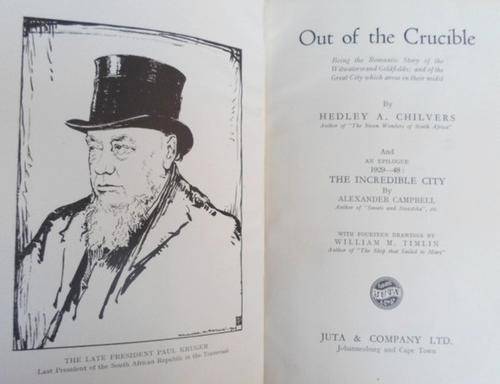 THE LATE PRESIDENT PAUL KRUGER
Last President of the South African Republic in the Transvaal
Out of the Crucible
Being the Romantic Story of the
Witwatersrand Goldfields; and of the
Great City which arose in their midst
By
HEDLEY A. CHILVERS
Author of "The Seven Wonders of South Africa"
And
AN EPILOGUE
1929—48:
THE INCREDIBLE CITY
By
ALEXANDER CAMPBELL
Author of "Smuts and Swastika", etc.
WITH FOURTEEN DRAWINGS BY
WILLIAM M. TIMLIN
Author of "The Ship that Sailed to Mars"
JUTA
JUTA & COMPANY LTD.
Johannesburg and Cape Town